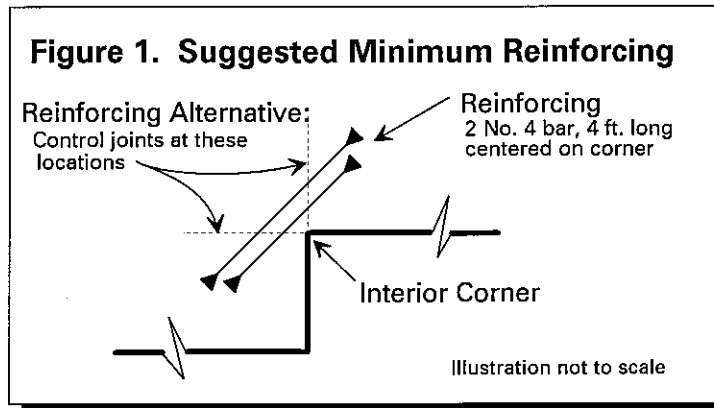 Figure 1. Suggested Minimum Reinforcing
Reinforcing Alternative:
Control joints at these
locations
Reinforcing
2 No. 4 bar, 4 ft. long
centered on corner
Interior Corner
Illustration not to scale